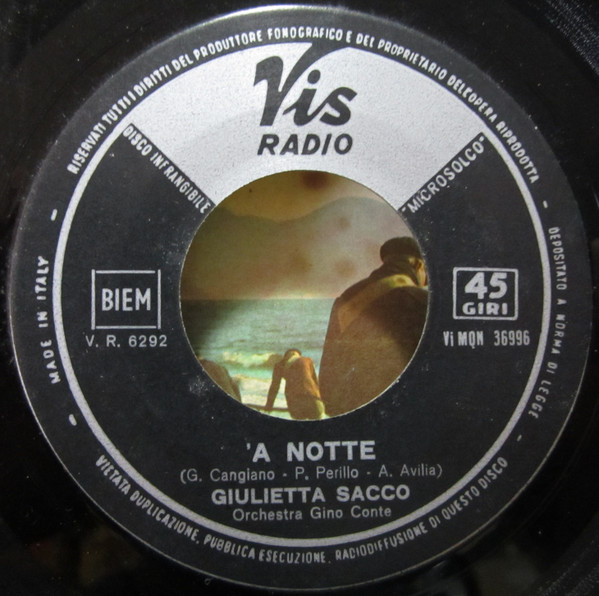 RISERVATI TUTTI I DIRITTI DEL PRODUTTORE FONOGRAFICO E DEL PROPRIETARIO DELL'OPERA RIPRODOTTA
Vis
RADIO
DISCO INFRANGIBILE
"MICROSOLCO"
MADE IN ITALY
DEPOSITATO A NORMA DI LEGGE
BIEM
V. R. 6292
45
GIRI
Vi MQN 36996
'A NOTTE
(G. Cangiano - P. Perillo - A. Avilia)
GIULIETTA SACCO
Orchestra Gino Conte
VIETATA DUPLICAZIONE, PUBBLICA ESECUZIONE, RADIODIFFUSIONE DI QUESTO DISCO